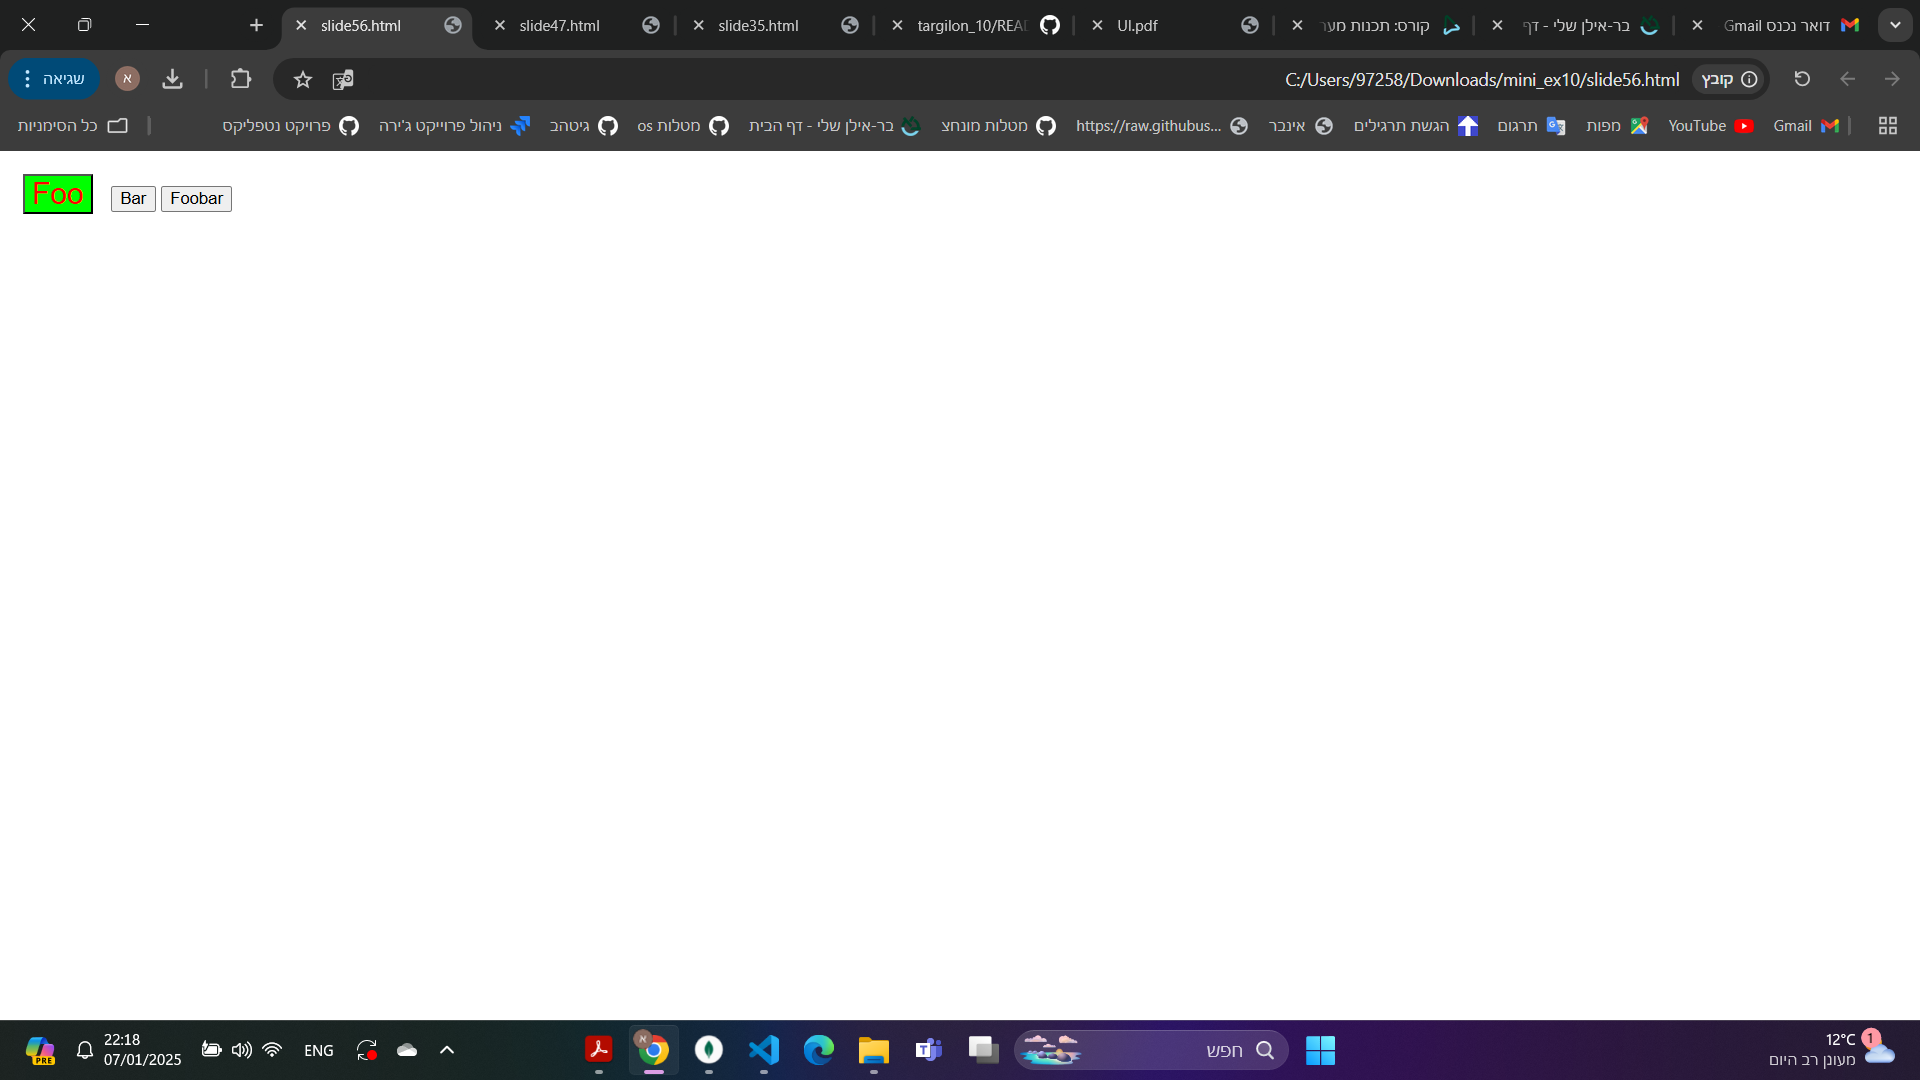 slide56.html
slide47.html
slide35.html
targilon_10/REA
UI.pdf
קורס: תכנות מער
בר-אילן שלי - דף
דואר נכנס Gmail
שגיאה
א
C:/Users/97258/Downloads/mini_ex10/slide56.html
קובץ
כל הסימניות
פרויקט נטפליקס
ניהול פרוייקט ג'ירה
גיטהב
מטלות os
בר-אילן שלי - דף הבית
מטלות מונחצ
https://raw.githubus...
אינבר
הגשת תרגילים
תרגום
מפות
YouTube
Gmail
Foo
Bar
Foobar
PRE
22:18
07/01/2025
ENG
א
חפש
12°C
1
מעונן רב היום